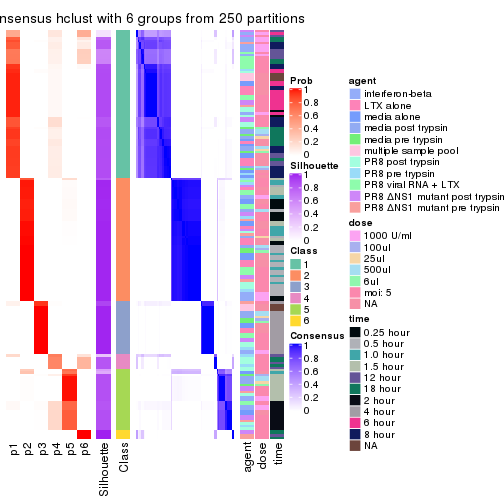 nsensus hclust with 6 groups from 250 partitions
Prob
1
0.8
0.6
0.4
0.2
0
Silhouette
1
0.8
0.6
0.4
0.2
0
Class
1
2
3
4
5
6
Consensus
1
0.8
0.6
0.4
0.2
0
agent
interferon-beta
LTX alone
media alone
media post trypsin
media pre trypsin
multiple sample pool
PR8 post trypsin
PR8 pre trypsin
PR8 viral RNA + LTX
PR8 ΔNS1 mutant post trypsin
PR8 ΔNS1 mutant pre trypsin
dose
1000 U/ml
100ul
25ul
500ul
6ul
moi: 5
NA
time
0.25 hour
0.5 hour
1.0 hour
1.5 hour
12 hour
18 hour
2 hour
4 hour
6 hour
8 hour
NA
p1
p2
p3
p4
p5
p6
Silhouette
Class
agent
dose
time